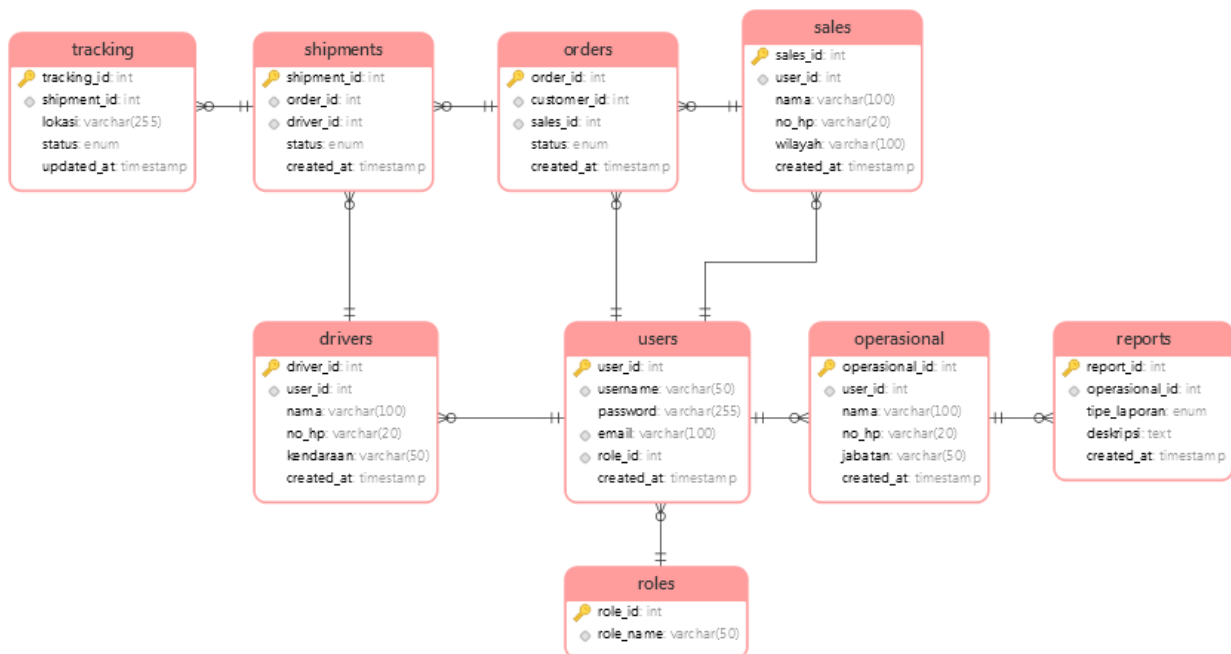 tracking
tracking_id: int
shipment_id: int
lokasi: varchar(255)
status: enum
updated_at: timestamp
shipments
shipment_id: int
order_id: int
driver_id: int
status: enum
created_at: timestamp
orders
order_id: int
customer_id: int
sales_id: int
status: enum
created_at: timestamp
sales
sales_id: int
user_id: int
nama: varchar(100)
no_hp: varchar(20)
wilayah: varchar(100)
created_at: timestamp
drivers
driver_id: int
user_id: int
nama: varchar(100)
no_hp: varchar(20)
kendaraan: varchar(50)
created_at: timestamp
users
user_id: int
username: varchar(50)
password: varchar(255)
email: varchar(100)
role_id: int
created_at: timestamp
operasional
operasional_id: int
user_id: int
nama: varchar(100)
no_hp: varchar(20)
jabatan: varchar(50)
created_at: timestamp
reports
report_id: int
operasional_id: int
tipe_laporan: enum
deskripsi: text
created_at: timestamp
roles
role_id: int
role_name: varchar(50)